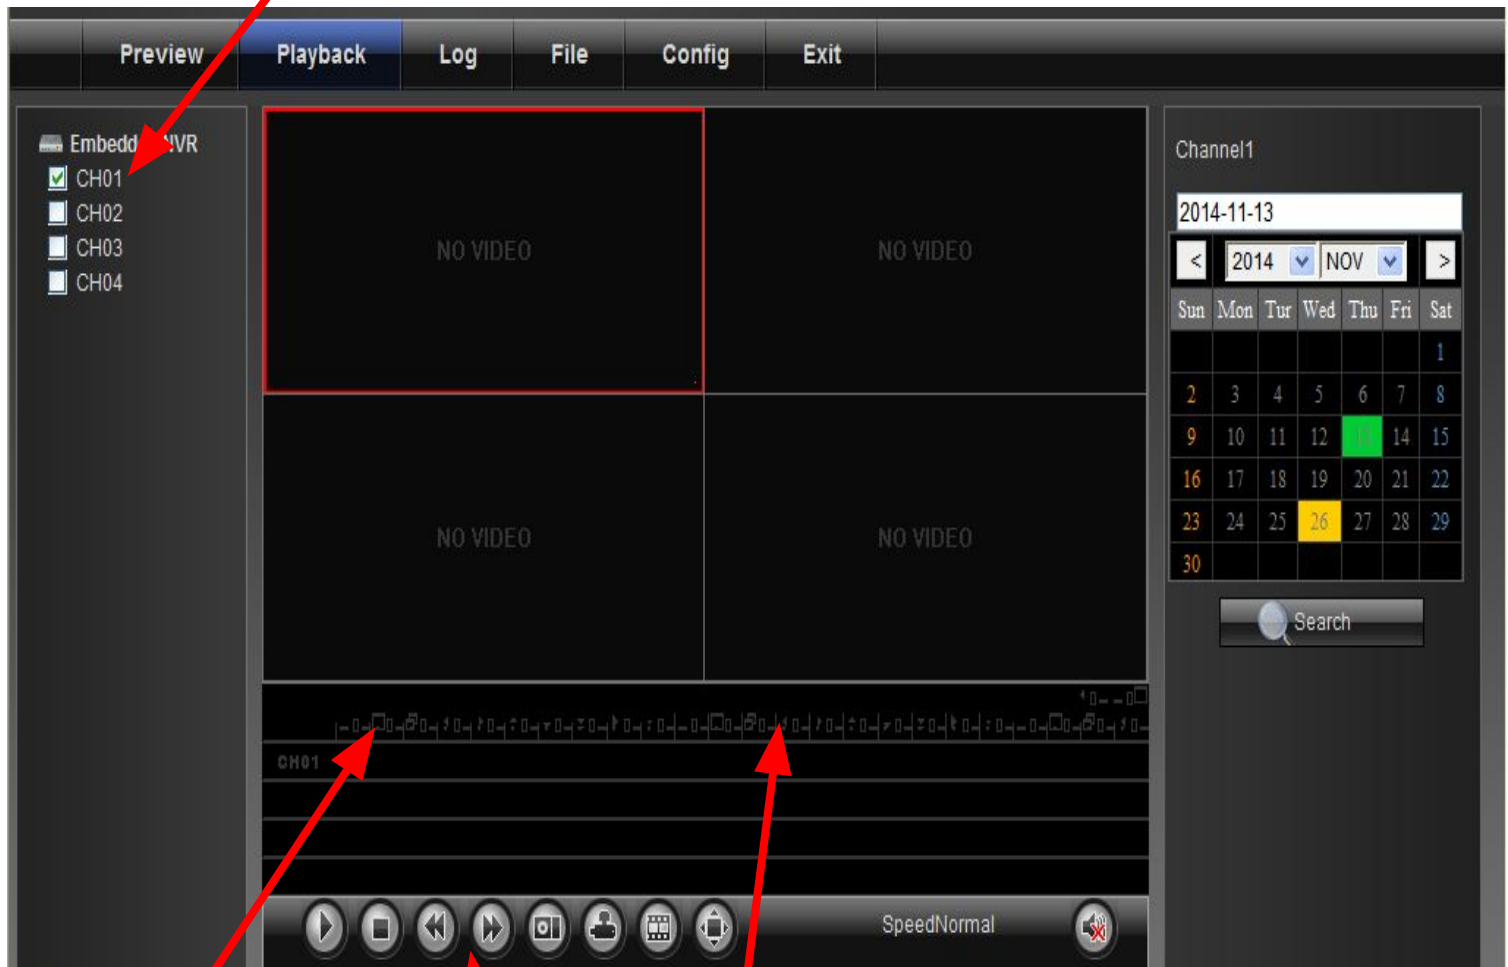 Preview Playback Log File Config Exit
CH01
CH02
CH03
CH04
NO VIDEO NO VIDEO
NO VIDEO NO VIDEO
CH01
SpeedNormal
Channel1
2014-11-13
< 2014 NOV >
Sun Mon Tur Wed Thu Fri Sat
1
2 3 4 5 6 7 8
9 10 11 12 13 14 15
16 17 18 19 20 21 22
23 24 25 26 27 28 29
30
Search